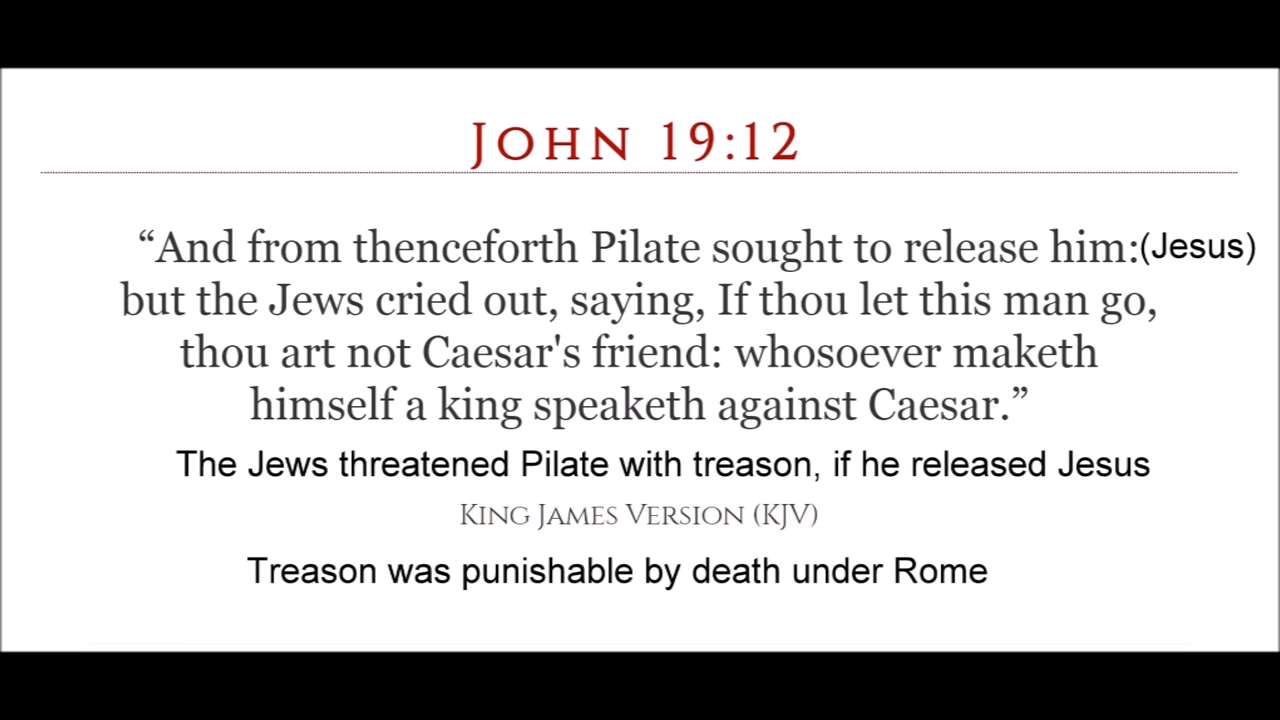 John 19:12
“And from thenceforth Pilate sought to release him:(Jesus)
but the Jews cried out, saying, If thou let this man go,
thou art not Caesar's friend: whosoever maketh
himself a king speaketh against Caesar.”
The Jews threatened Pilate with treason, if he released Jesus
King James Version (KJV)
Treason was punishable by death under Rome